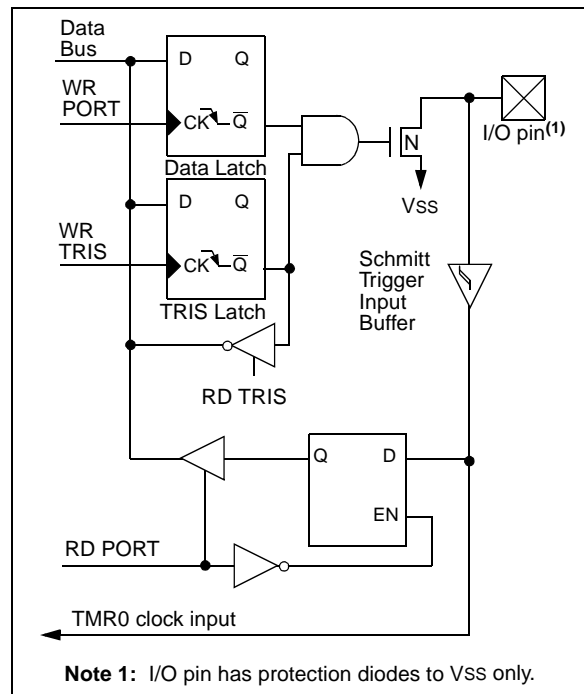 Data
Bus
D Q
WR
PORT
CK Q̅
Data Latch
N
I/O pin(1)
VSS
D Q
WR
TRIS
CK Q̅
TRIS Latch
Schmitt
Trigger
Input
Buffer
RD TRIS
Q D
EN
RD PORT
TMR0 clock input
Note 1: I/O pin has protection diodes to VSS only.